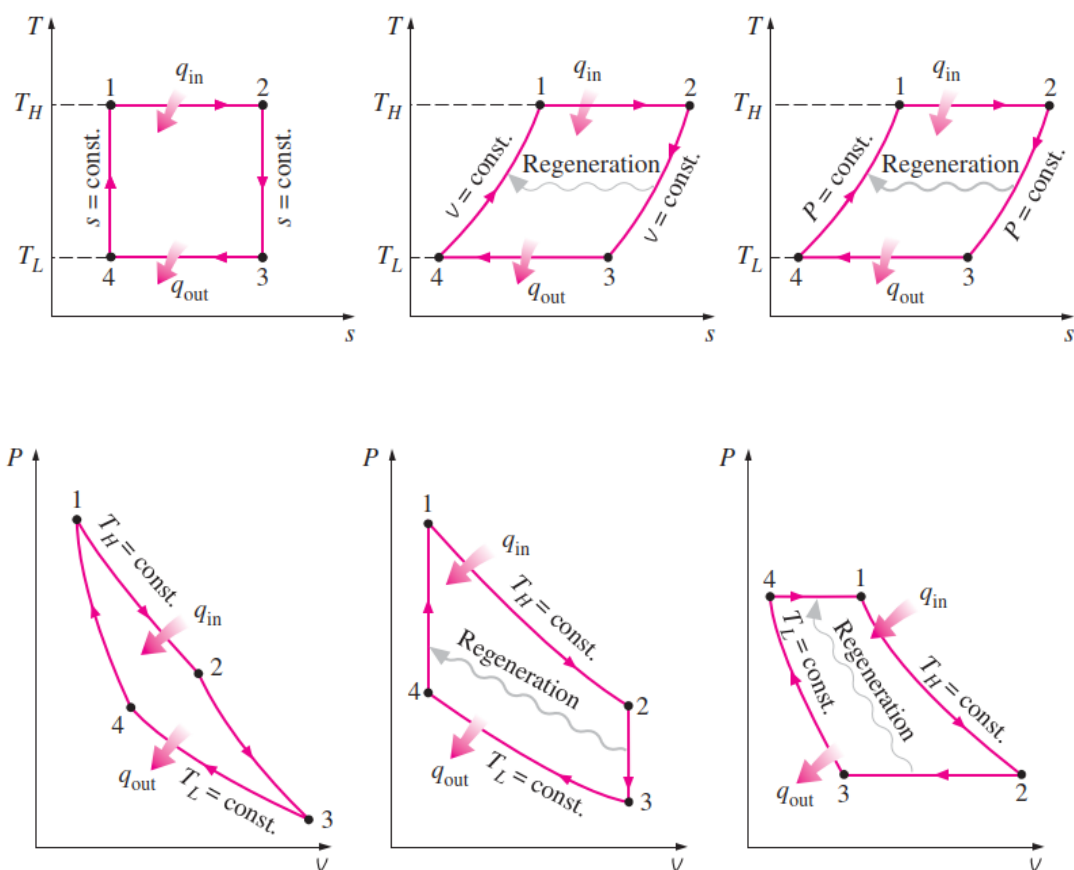 T
T_H
1
q_in
2
s = const.
s = const.
T_L
4
q_out
3
s
T
T_H
1
q_in
2
v = const.
Regeneration
v = const.
T_L
4
q_out
3
s
T
T_H
1
q_in
2
P = const.
Regeneration
P = const.
T_L
4
q_out
3
s
P
1
T_H = const.
q_in
2
4
q_out
T_L = const.
3
v
P
1
q_in
T_H = const.
Regeneration
4
2
q_out
T_L = const.
3
v
P
4
1
q_in
T_L = const.
Regeneration
T_H = const.
q_out
3
2
v